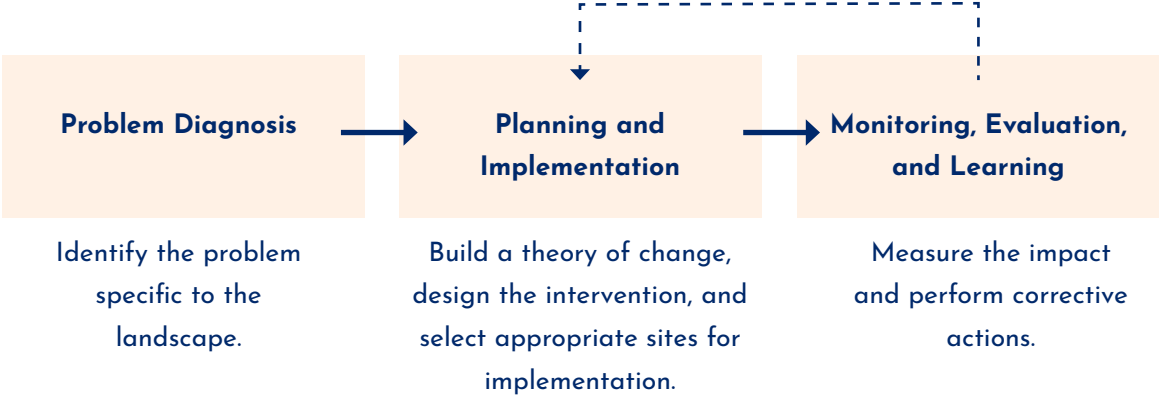 Problem Diagnosis
Identify the problem
specific to the
landscape.
Planning and
Implementation
Build a theory of change,
design the intervention, and
select appropriate sites for
implementation.
Monitoring, Evaluation,
and Learning
Measure the impact
and perform corrective
actions.